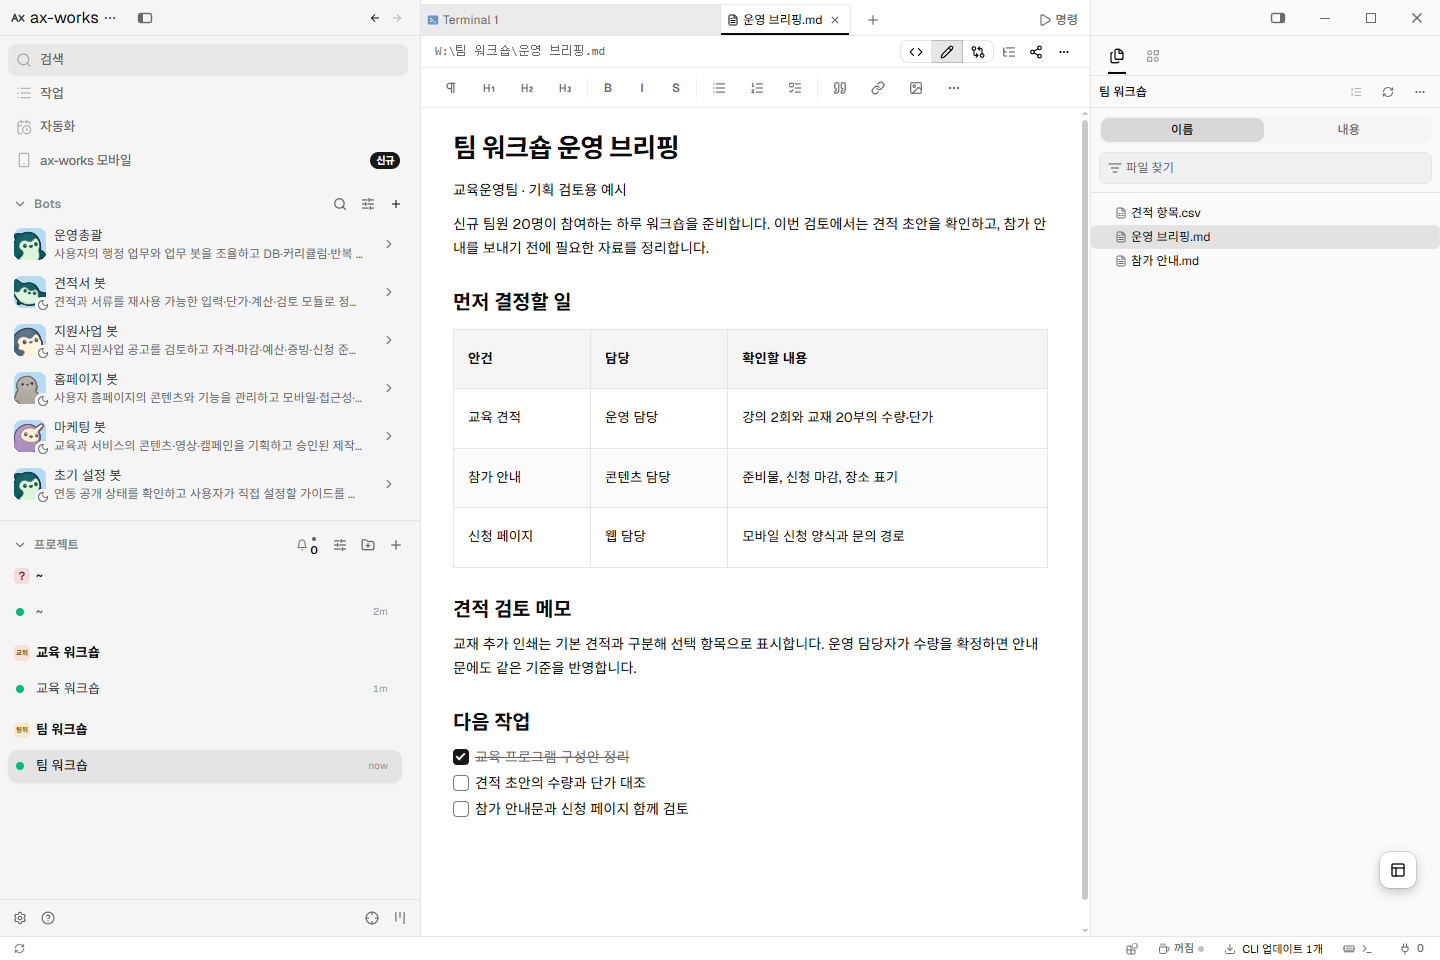 Ax ax-works
검색
작업
자동화
ax-works 모바일 신규
Bots
운영총괄
사용자의 행정 업무와 업무 봇을 조율하고 DB·커리큘럼·반복 ...
견적서 봇
견적과 서류를 재사용 가능한 입력·단가·계산·검토 모듈로 정...
지원사업 봇
공식 지원사업 공고를 검토하고 자격·마감·예산·증빙·신청 준...
홈페이지 봇
사용자 홈페이지의 콘텐츠와 기능을 관리하고 모바일·접근성·...
마케팅 봇
교육과 서비스의 콘텐츠·영상·캠페인을 기획하고 승인된 제작...
초기 설정 봇
연동 공개 상태를 확인하고 사용자가 직접 설정할 가이드를 ...
프로젝트 0
? ~
~ 2m
교워 교육 워크숍
교육 워크숍 1m
팀워 팀 워크숍
팀 워크숍 now
Terminal 1
운영 브리핑.md
명령
W:\팀 워크숍\운영 브리핑.md
H1 H2 H3 B I S
팀 워크숍 운영 브리핑
교육운영팀 · 기획 검토용 예시
신규 팀원 20명이 참여하는 하루 워크숍을 준비합니다. 이번 검토에서는 견적 초안을 확인하고, 참가 안
내를 보내기 전에 필요한 자료를 정리합니다.
먼저 결정할 일
안건 담당 확인할 내용
교육 견적 운영 담당 강의 2회와 교재 20부의 수량·단가
참가 안내 콘텐츠 담당 준비물, 신청 마감, 장소 표기
신청 페이지 웹 담당 모바일 신청 양식과 문의 경로
견적 검토 메모
교재 추가 인쇄는 기본 견적과 구분해 선택 항목으로 표시합니다. 운영 담당자가 수량을 확정하면 안내
문에도 같은 기준을 반영합니다.
다음 작업
교육 프로그램 구성안 정리
견적 초안의 수량과 단가 대조
참가 안내문과 신청 페이지 함께 검토
팀 워크숍
이름 내용
파일 찾기
견적 항목.csv
운영 브리핑.md
참가 안내.md
꺼짐
CLI 업데이트 1개
0